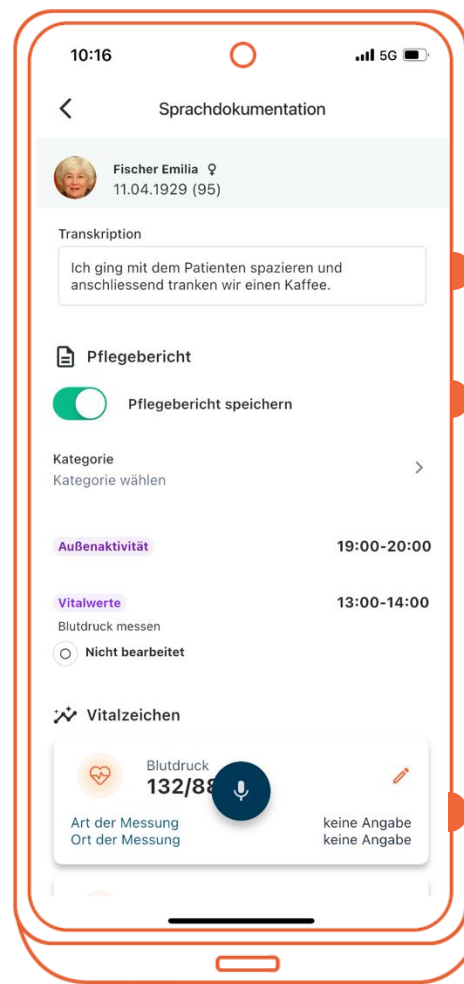 10:16
5G
Sprachdokumentation
Fischer Emilia ♀
11.04.1929 (95)
Transkription
Ich ging mit dem Patienten spazieren und
anschliessend tranken wir einen Kaffee.
Pflegebericht
Pflegebericht speichern
Kategorie
Kategorie wählen
Außenaktivität 19:00-20:00
Vitalwerte 13:00-14:00
Blutdruck messen
Nicht bearbeitet
Vitalzeichen
Blutdruck
132/88
Art der Messung keine Angabe
Ort der Messung keine Angabe